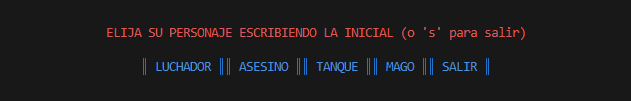 ELIJA SU PERSONAJE ESCRIBIENDO LA INICIAL (o 's' para salir)
║ LUCHADOR ║║ ASESINO ║║ TANQUE ║║ MAGO ║║ SALIR ║